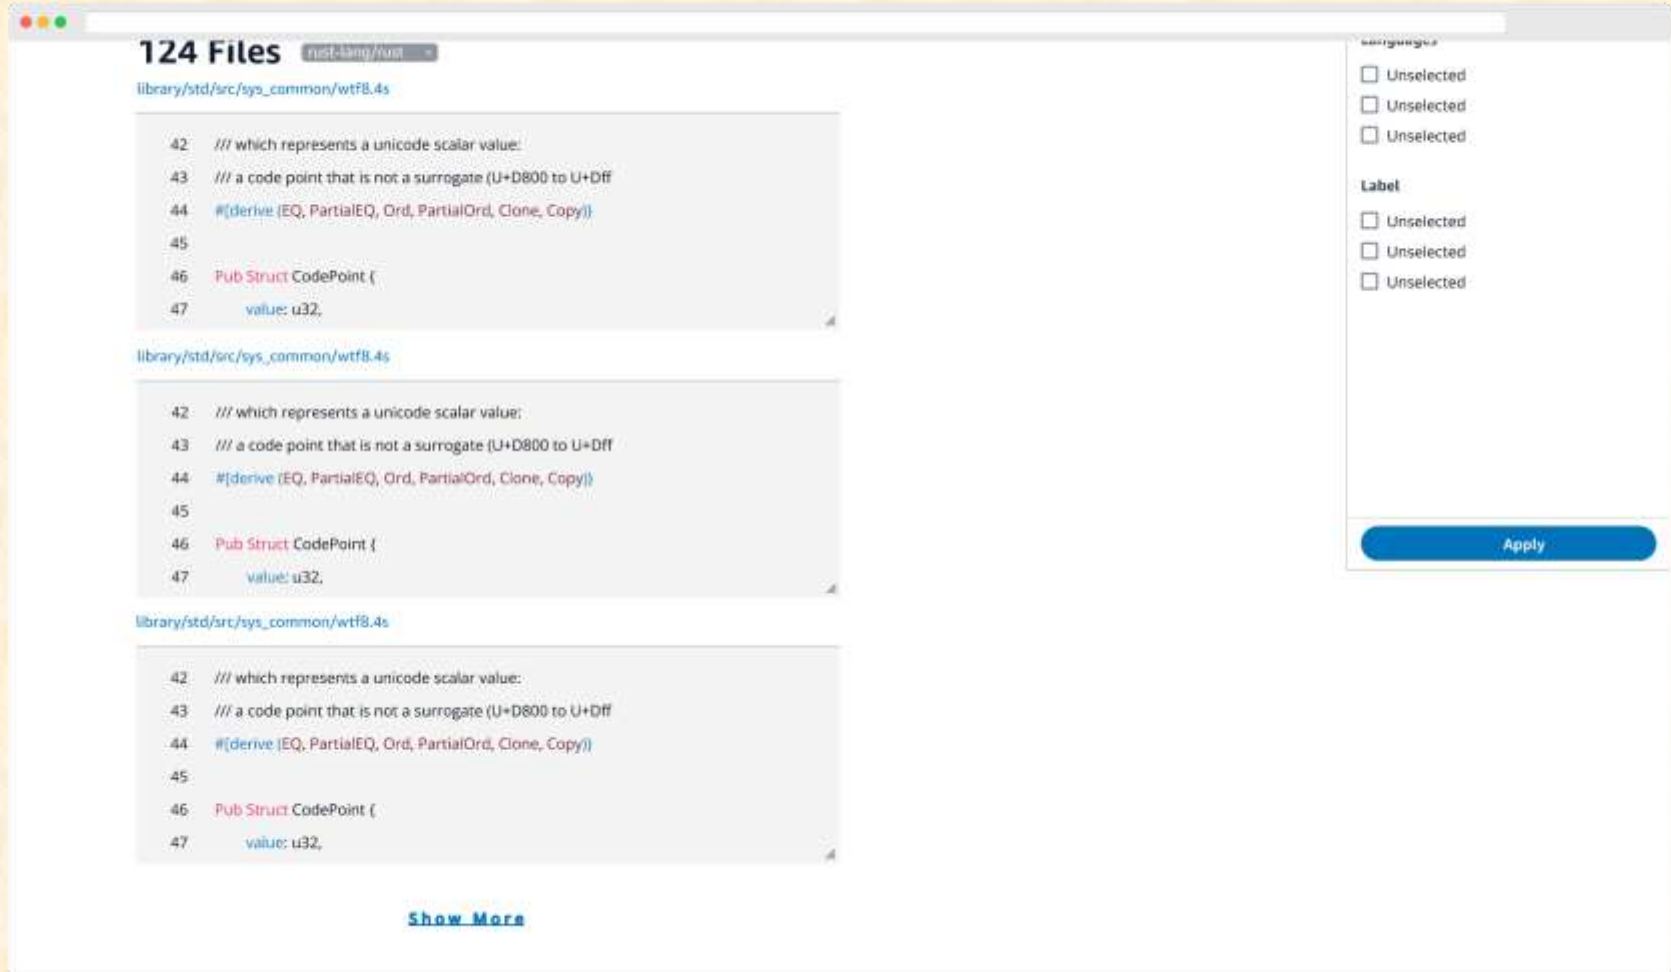 124 Files rust-lang/rust
library/std/src/sys_common/wtf8.4s
42 /// which represents a unicode scalar value:
43 /// a code point that is not a surrogate (U+D800 to U+Dff
44 #[derive (EQ, PartialEQ, Ord, PartialOrd, Clone, Copy)]
45
46 Pub Struct CodePoint {
47 value: u32,
library/std/src/sys_common/wtf8.4s
42 /// which represents a unicode scalar value:
43 /// a code point that is not a surrogate (U+D800 to U+Dff
44 #[derive (EQ, PartialEQ, Ord, PartialOrd, Clone, Copy)]
45
46 Pub Struct CodePoint {
47 value: u32,
library/std/src/sys_common/wtf8.4s
42 /// which represents a unicode scalar value:
43 /// a code point that is not a surrogate (U+D800 to U+Dff
44 #[derive (EQ, PartialEQ, Ord, PartialOrd, Clone, Copy)]
45
46 Pub Struct CodePoint {
47 value: u32,
Show More
Languages
Unselected
Unselected
Unselected
Label
Unselected
Unselected
Unselected
Apply